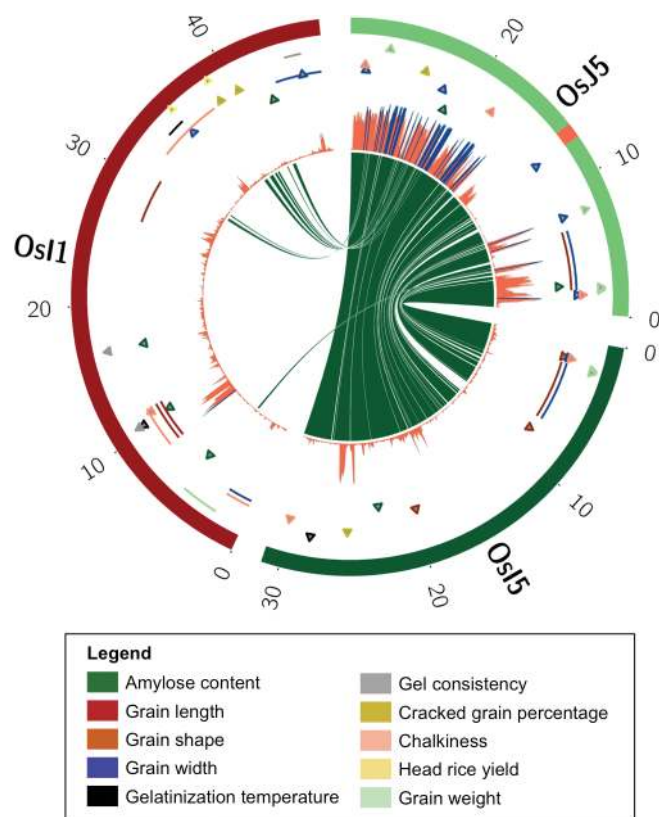 40
20
OsJ5
30
10
OsI1
20
0
0
10
10
OsI5
0
30
20
Legend
Amylose content
Grain length
Grain shape
Grain width
Gelatinization temperature
Gel consistency
Cracked grain percentage
Chalkiness
Head rice yield
Grain weight